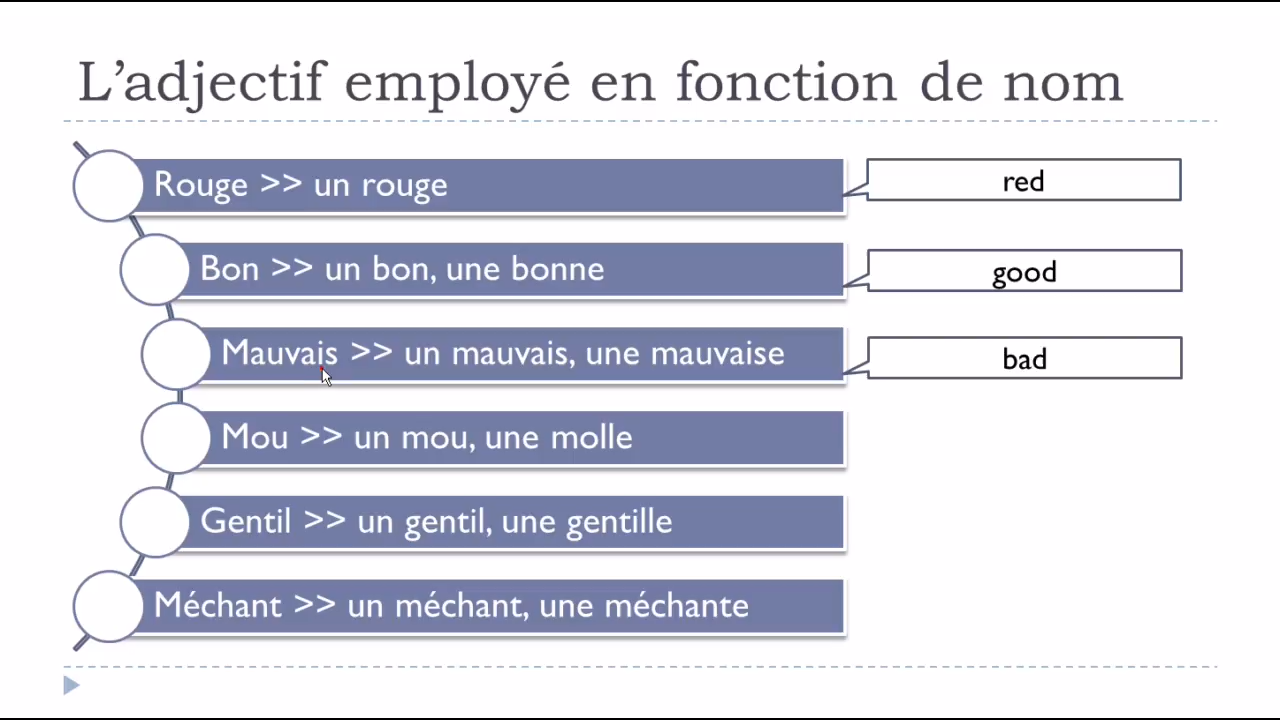 L’adjectif employé en fonction de nom
Rouge >> un rouge
red
Bon >> un bon, une bonne
good
Mauvais >> un mauvais, une mauvaise
bad
Mou >> un mou, une molle
Gentil >> un gentil, une gentille
Méchant >> un méchant, une méchante